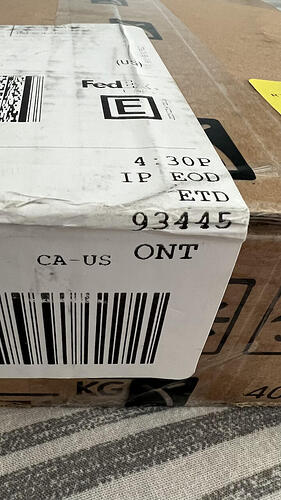 (US)
FedEx
E
4:30P
IP EOD
ETD
93445
CA-US ONT
KG
40